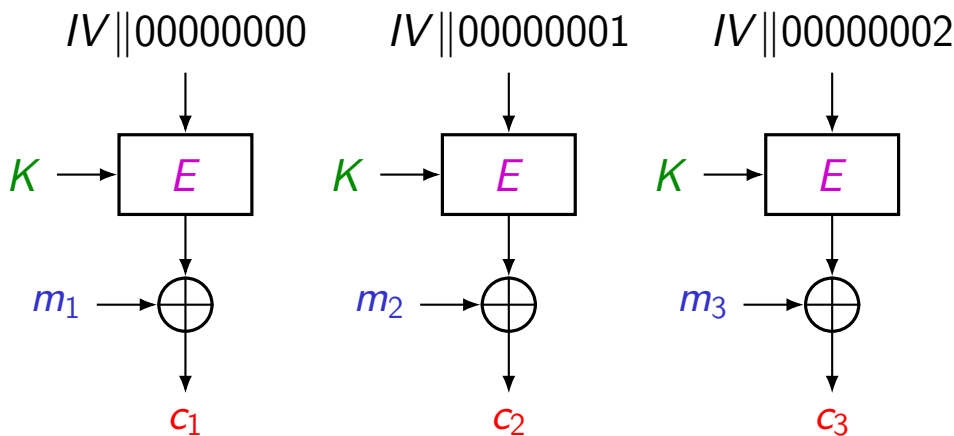 IV||00000000 IV||00000001 IV||00000002
K E K E K E
m₁ m₂ m₃
c₁ c₂ c₃